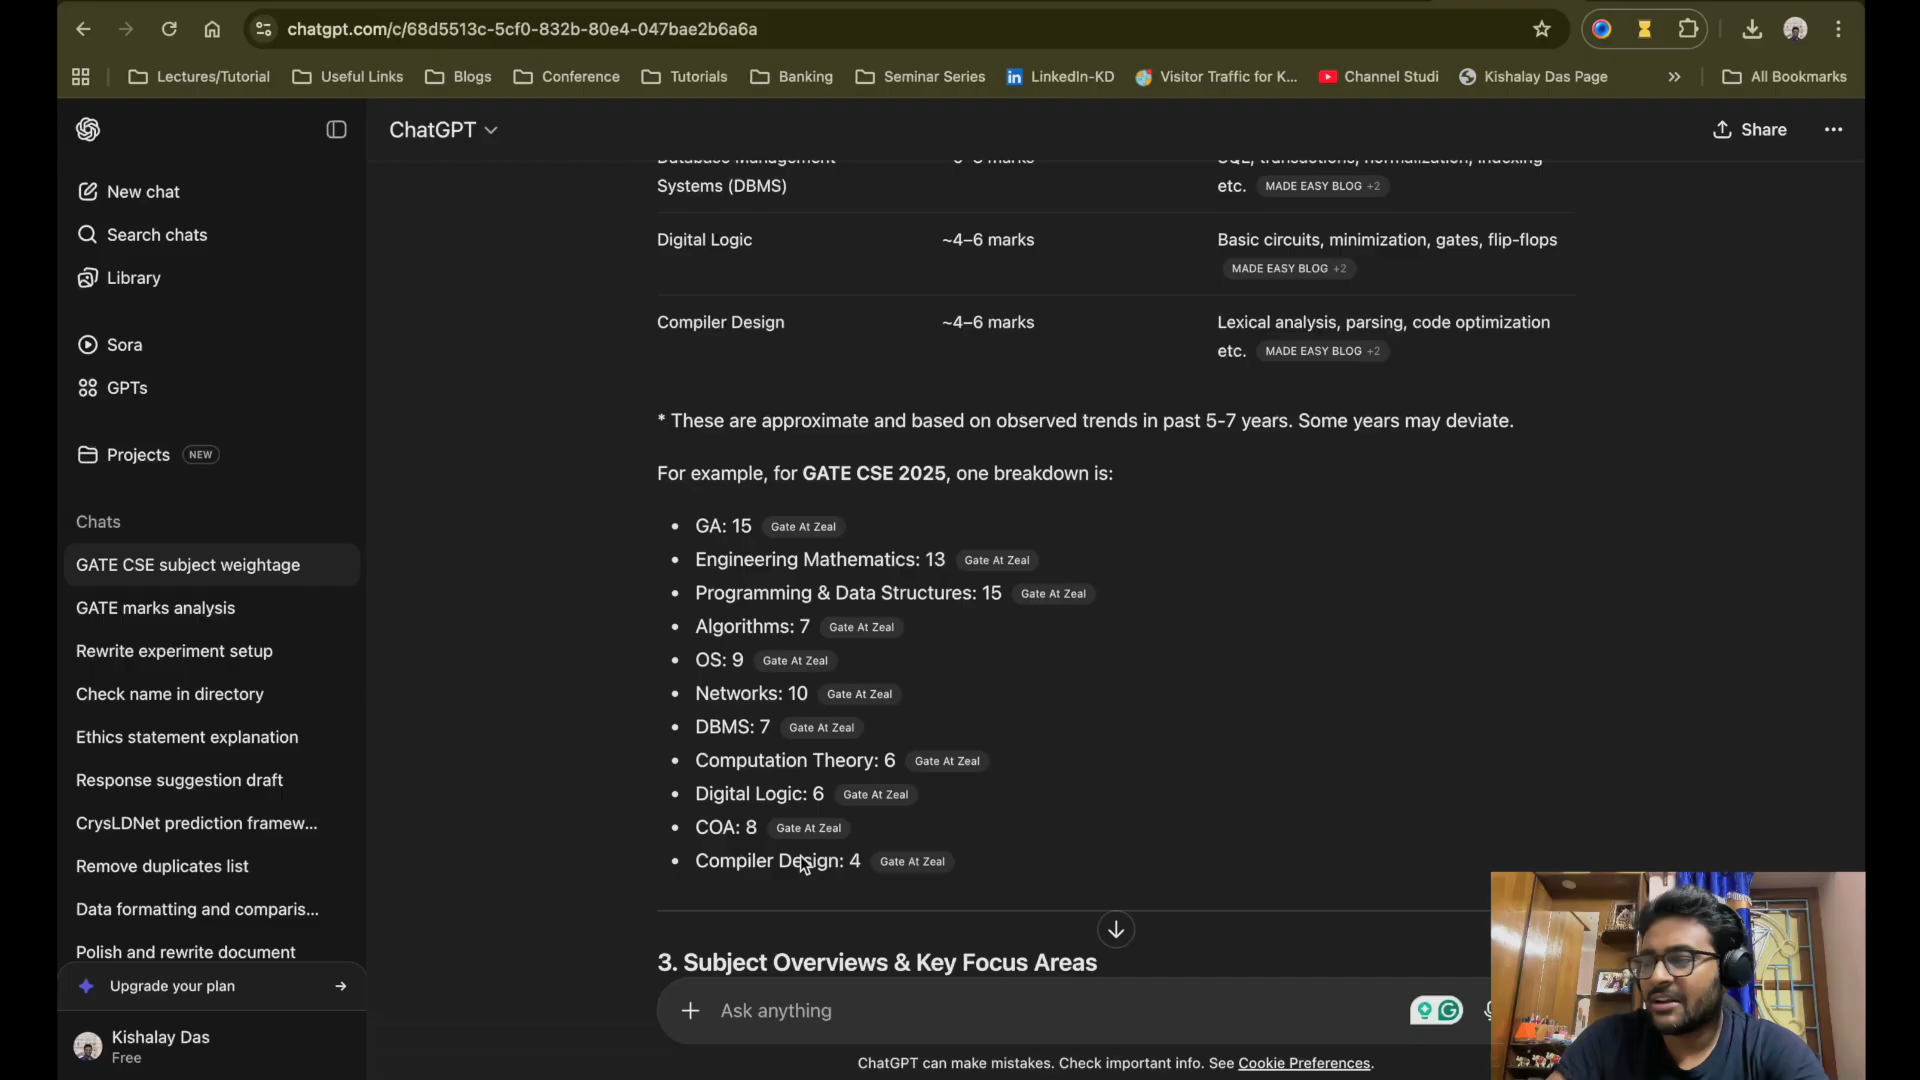 chatgpt.com/c/68d5513c-5cf0-832b-80e4-047bae2b6a6a
Lectures/Tutorial Useful Links Blogs Conference Tutorials Banking Seminar Series LinkedIn-KD Visitor Traffic for K... Channel Studi Kishalay Das Page » All Bookmarks
ChatGPT
Share
New chat
Search chats
Library
Sora
GPTs
Projects NEW
Chats
GATE CSE subject weightage
GATE marks analysis
Rewrite experiment setup
Check name in directory
Ethics statement explanation
Response suggestion draft
CrysLDNet prediction framew...
Remove duplicates list
Data formatting and comparis...
Polish and rewrite document
Upgrade your plan
Kishalay Das
Free
Database Management
Systems (DBMS)
SQL, transactions, normalization, indexing
etc. MADE EASY BLOG +2
Digital Logic ~4–6 marks Basic circuits, minimization, gates, flip-flops
MADE EASY BLOG +2
Compiler Design ~4–6 marks Lexical analysis, parsing, code optimization
etc. MADE EASY BLOG +2
* These are approximate and based on observed trends in past 5-7 years. Some years may deviate.
For example, for GATE CSE 2025, one breakdown is:
• GA: 15 Gate At Zeal
• Engineering Mathematics: 13 Gate At Zeal
• Programming & Data Structures: 15 Gate At Zeal
• Algorithms: 7 Gate At Zeal
• OS: 9 Gate At Zeal
• Networks: 10 Gate At Zeal
• DBMS: 7 Gate At Zeal
• Computation Theory: 6 Gate At Zeal
• Digital Logic: 6 Gate At Zeal
• COA: 8 Gate At Zeal
• Compiler Design: 4 Gate At Zeal
3. Subject Overviews & Key Focus Areas
Ask anything
ChatGPT can make mistakes. Check important info. See Cookie Preferences.